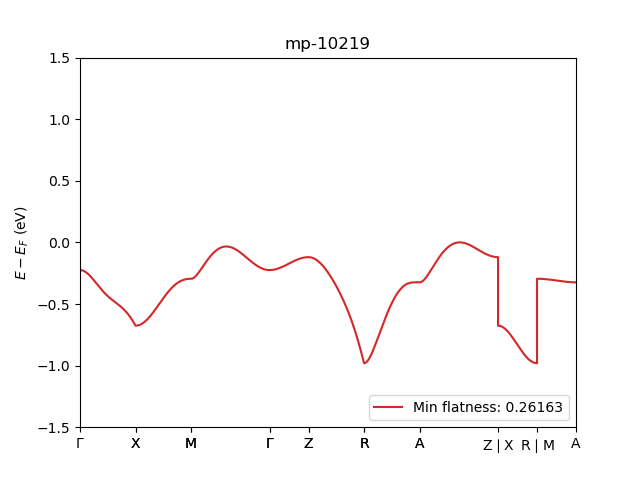 mp-10219
1.5
1.0
0.5
0.0
−0.5
−1.0
−1.5
E − E_F (eV)
Min flatness: 0.26163
Γ X M Γ Z R A Z | X R | M A